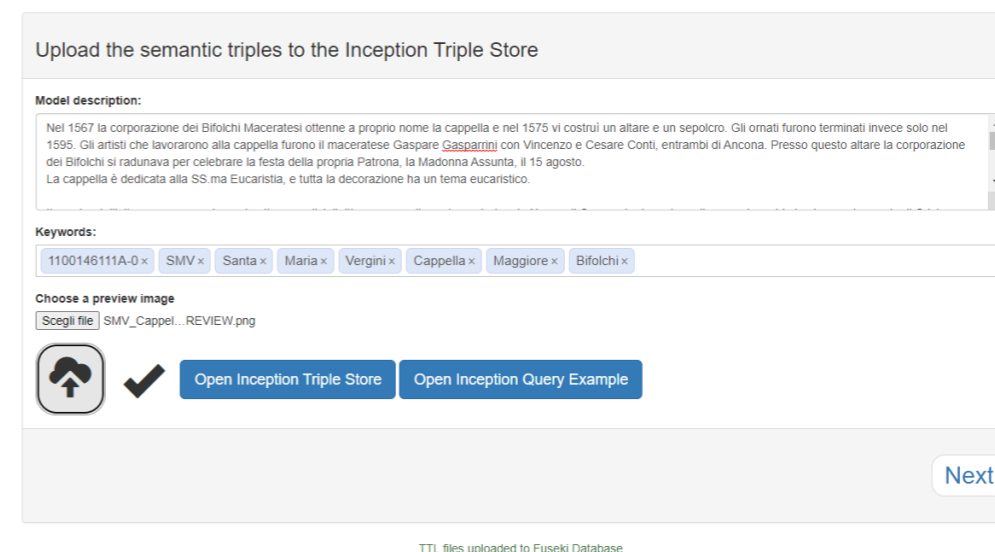 Upload the semantic triples to the Inception Triple Store
Model description:
Nel 1567 la corporazione dei Bifolchi Maceratesi ottenne a proprio nome la cappella e nel 1575 vi costruì un altare e un sepolcro. Gli ornati furono terminati invece solo nel
1595. Gli artisti che lavorarono alla cappella furono il maceratese Gaspare Gasparrini con Vincenzo e Cesare Conti, entrambi di Ancona. Presso questo altare la corporazione
dei Bifolchi si radunava per celebrare la festa della propria Patrona, la Madonna Assunta, il 15 agosto.
La cappella è dedicata alla SS.ma Eucaristia, e tutta la decorazione ha un tema eucaristico.
Keywords:
1100146111A-0 × SMV × Santa × Maria × Vergini × Cappella × Maggiore × Bifolchi ×
Choose a preview image
Scegli file SMV_Cappel...REVIEW.png
Open Inception Triple Store Open Inception Query Example
Next
TTL files uploaded to Fuseki Database